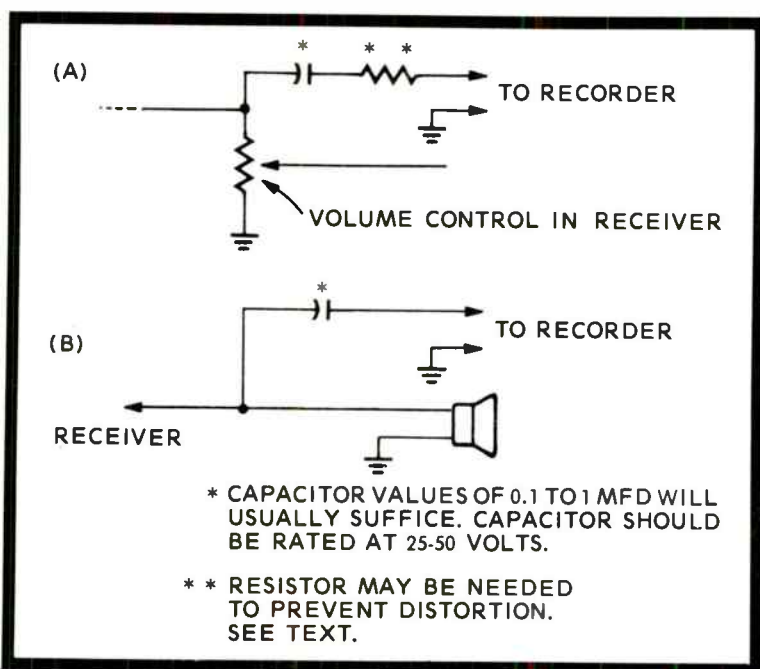 * * *
(A)
TO RECORDER
VOLUME CONTROL IN RECEIVER
*
TO RECORDER
(B)
RECEIVER
* CAPACITOR VALUES OF 0.1 TO 1 MFD WILL
USUALLY SUFFICE. CAPACITOR SHOULD
BE RATED AT 25-50 VOLTS.
* * RESISTOR MAY BE NEEDED
TO PREVENT DISTORTION.
SEE TEXT.